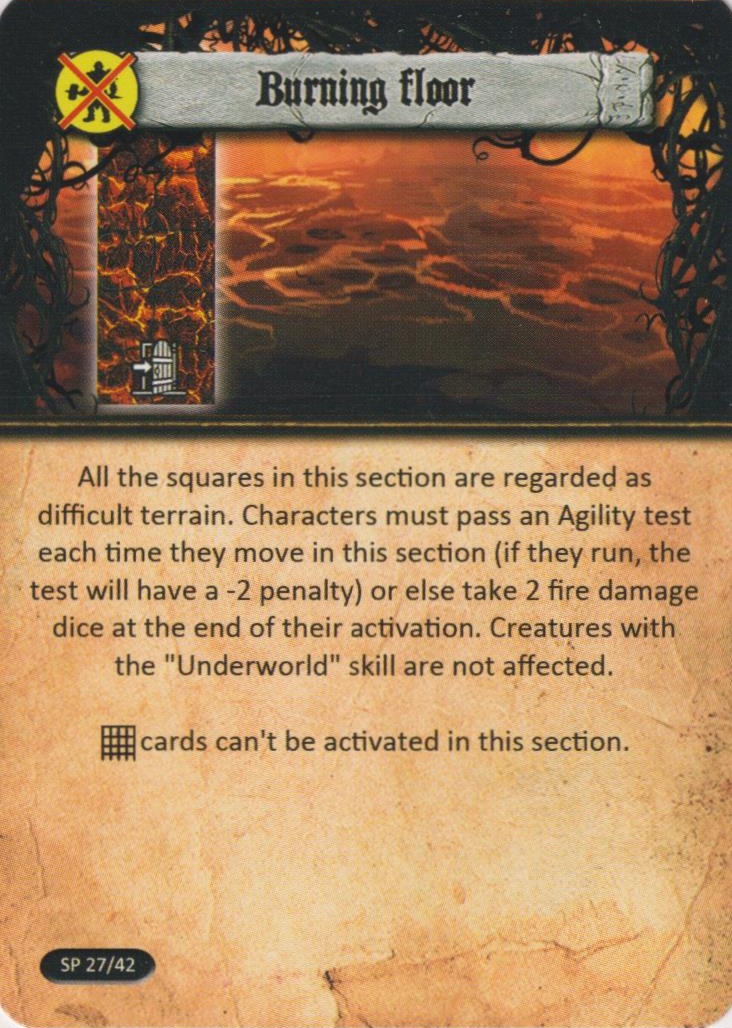 Burning floor
All the squares in this section are regarded as
difficult terrain. Characters must pass an Agility test
each time they move in this section (if they run, the
test will have a -2 penalty) or else take 2 fire damage
dice at the end of their activation. Creatures with
the "Underworld" skill are not affected.
cards can't be activated in this section.
SP 27/42